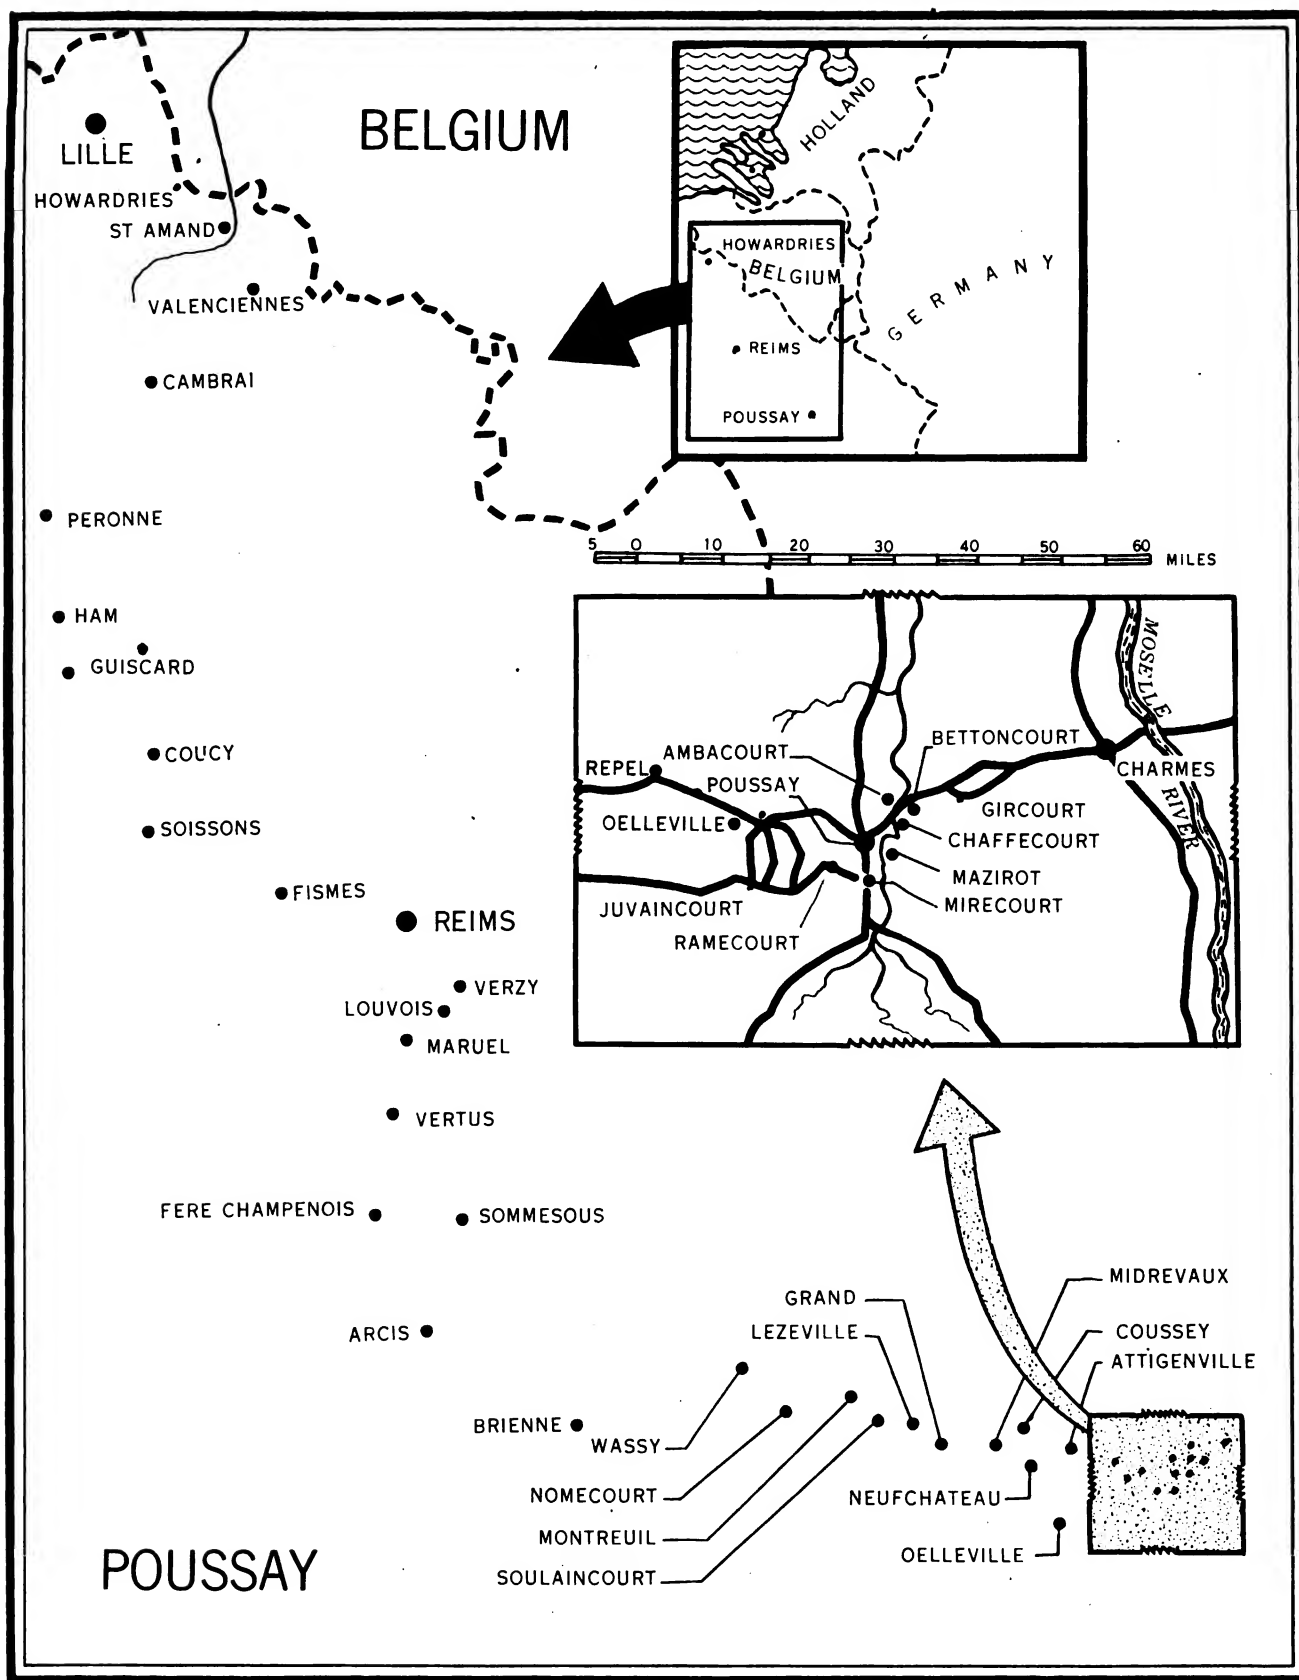 BELGIUM
LILLE
HOWARDRIES
ST AMAND
VALENCIENNES
CAMBRAI
PERONNE
HAM
GUISCARD
COUCY
SOISSONS
FISMES
REIMS
VERZY
LOUVOIS
MARUEL
VERTUS
FERE CHAMPENOIS
SOMMESOUS
ARCIS
BRIENNE
WASSY
NOMECOURT
MONTREUIL
SOULAINCOURT
GRAND
LEZEVILLE
MIDREVAUX
COUSSEY
ATTIGENVILLE
NEUFCHATEAU
OELLEVILLE
POUSSAY
HOLLAND
HOWARDRIES
BELGIUM
GERMANY
REIMS
POUSSAY
5 0 10 20 30 40 50 60 MILES
MOSELLE RIVER
BETTONCOURT
AMBACOURT
REPEL
POUSSAY
CHARMES
OELLEVILLE
GIRCOURT
CHAFFECOURT
MAZIROT
JUVAINCOURT
MIRECOURT
RAMECOURT